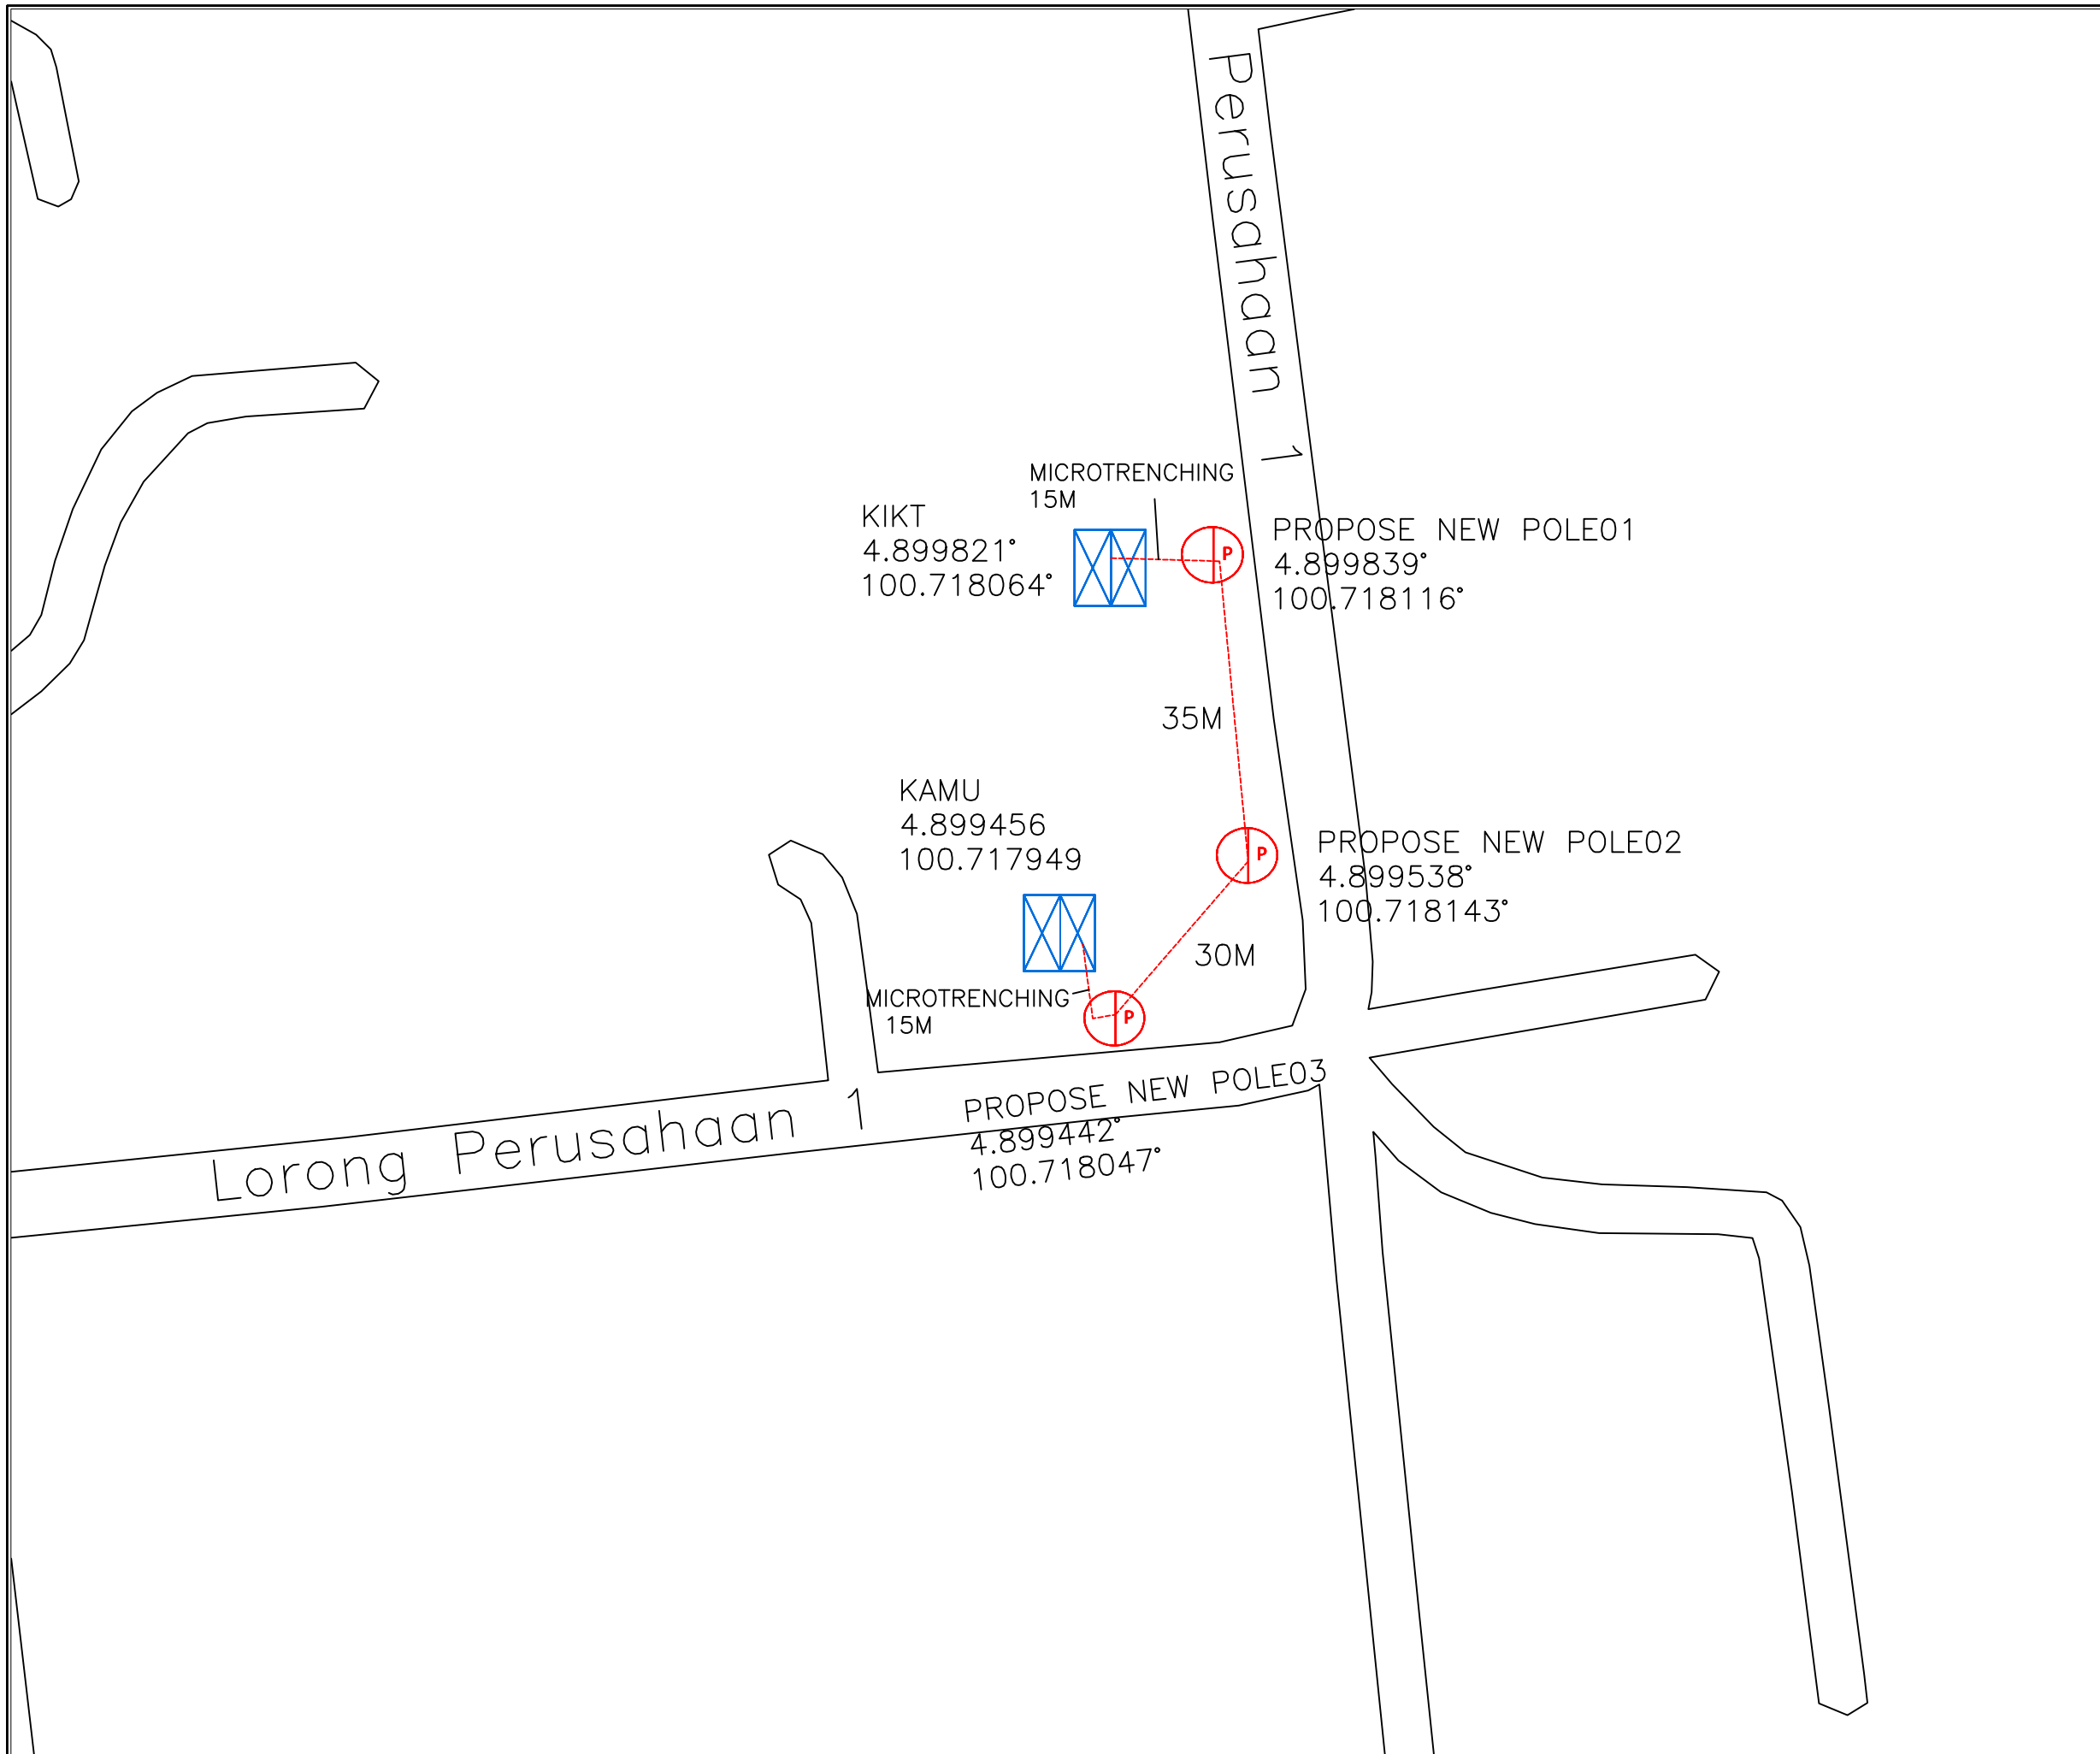 Perusahaan 1
MICROTRENCHING
15M
KIKT
4.899821°
100.718064°
P
PROPOSE NEW POLE01
4.899839°
100.718116°
35M
KAMU
4.899456
100.717949
P
PROPOSE NEW POLE02
4.899538°
100.718143°
30M
MICROTRENCHING
15M
P
PROPOSE NEW POLE03
4.899442°
100.718047°
Lorong Perusahaan 1